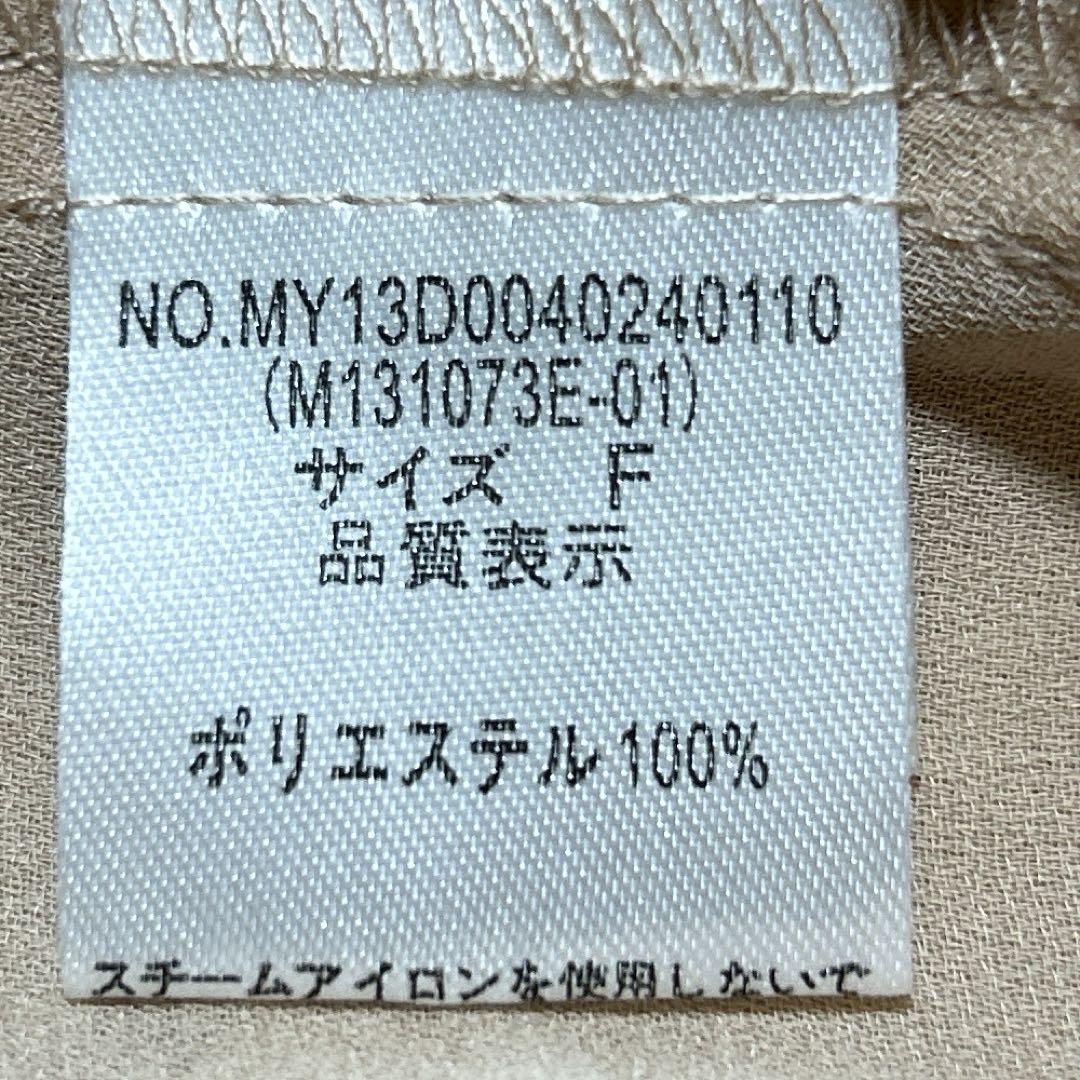 NO.MY13D0040240110
(M131073E-01)
サイズ F
品質表示
ポリエステル100%
スチームアイロンを使用しないで